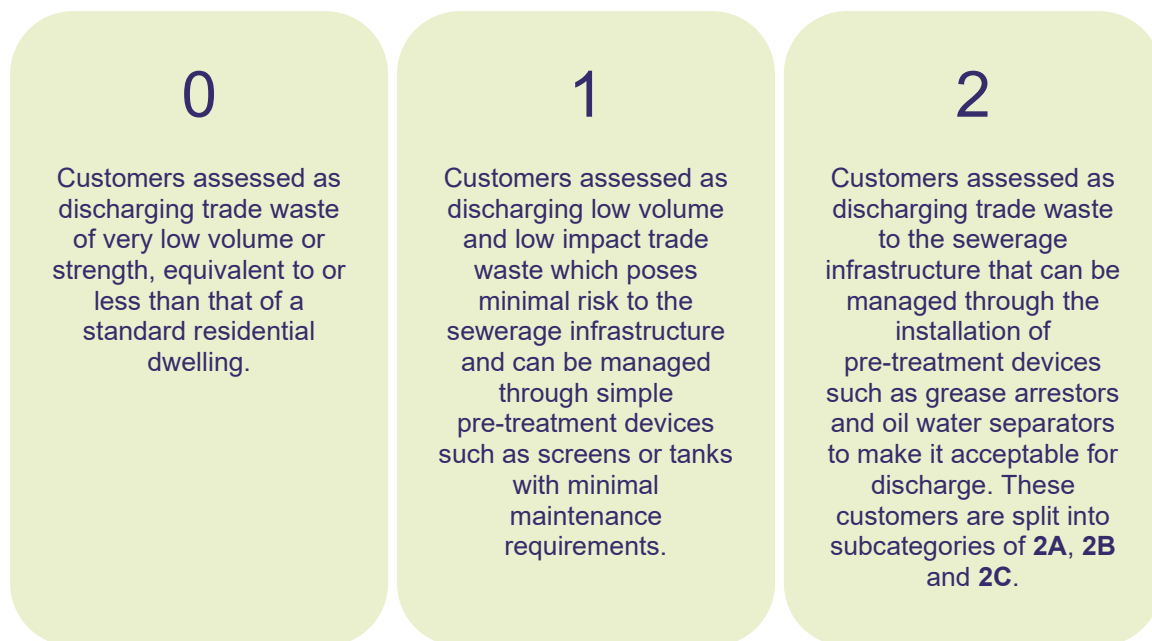 0
Customers assessed as
discharging trade waste
of very low volume or
strength, equivalent to or
less than that of a
standard residential
dwelling.
1
Customers assessed as
discharging low volume
and low impact trade
waste which poses
minimal risk to the
sewerage infrastructure
and can be managed
through simple
pre-treatment devices
such as screens or tanks
with minimal
maintenance
requirements.
2
Customers assessed as
discharging trade waste
to the sewerage
infrastructure that can be
managed through the
installation of
pre-treatment devices
such as grease arrestors
and oil water separators
to make it acceptable for
discharge. These
customers are split into
subcategories of 2A, 2B
and 2C.